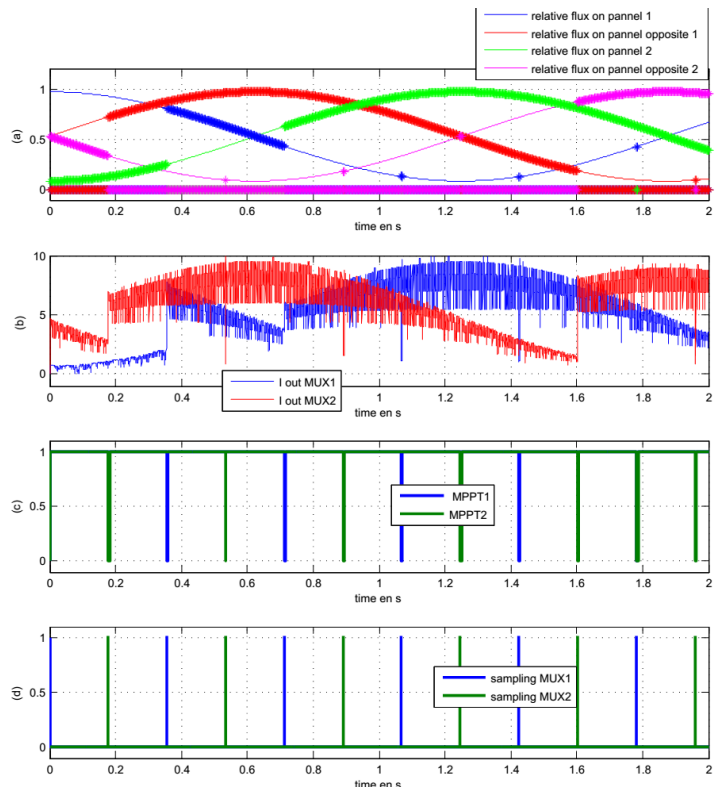 relative flux on pannel 1
relative flux on pannel opposite 1
relative flux on pannel 2
relative flux on pannel opposite 2
1
0.5
0
(a)
0 0.2 0.4 0.6 0.8 1 1.2 1.4 1.6 1.8 2
time en s
10
5
0
(b)
0 0.2 0.4 0.6 0.8 1 1.2 1.4 1.6 1.8 2
time en s
I out MUX1
I out MUX2
1
0.5
0
(c)
MPPT1
MPPT2
0 0.2 0.4 0.6 0.8 1 1.2 1.4 1.6 1.8 2
time en s
1
0.5
0
(d)
sampling MUX1
sampling MUX2
0 0.2 0.4 0.6 0.8 1 1.2 1.4 1.6 1.8 2
time en s